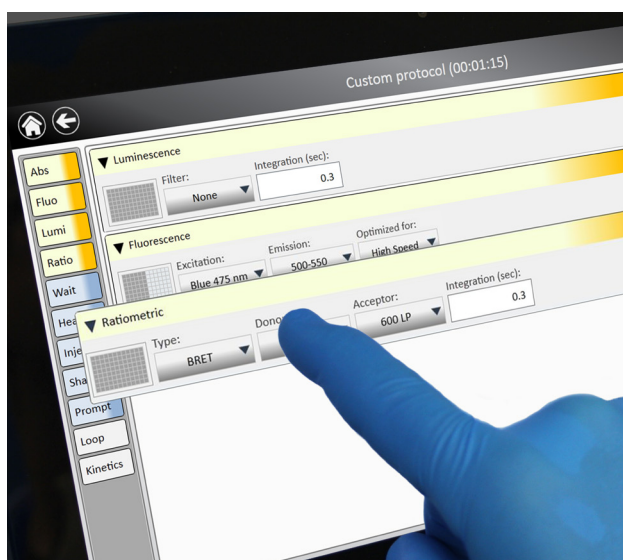 Custom protocol (00:01:15)
Abs
Fluo
Lumi
Ratio
Wait
Prompt
Loop
Kinetics
Luminescence
Filter:
None
Integration (sec):
0.3
Fluorescence
Excitation:
Blue 475 nm
Emission:
500-550
Optimized for:
High Speed
Ratiometric
Type:
BRET
Acceptor:
600 LP
Integration (sec):
0.3